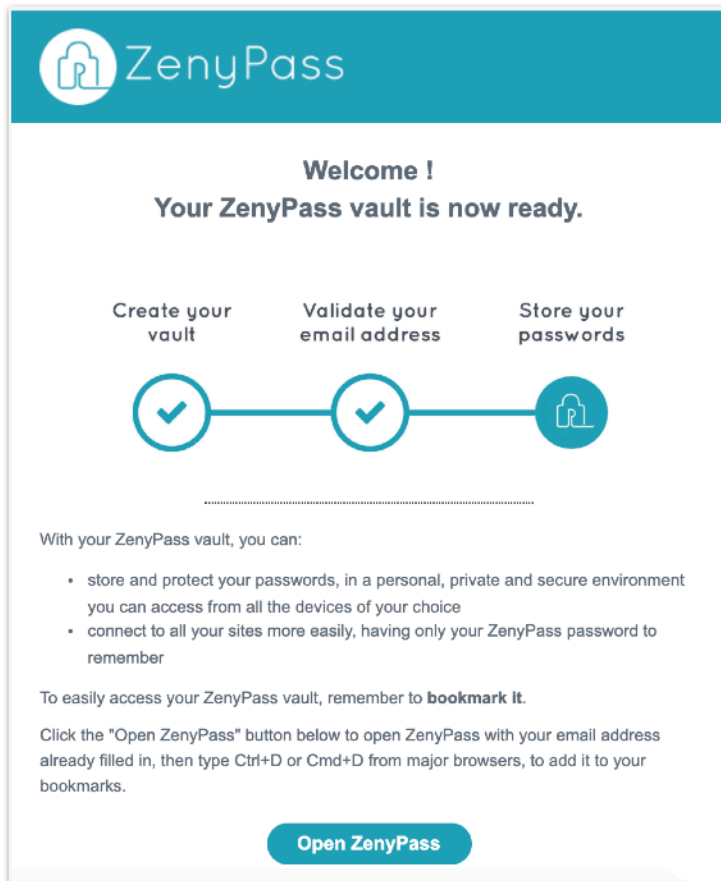 ZenyPass
Welcome !
Your ZenyPass vault is now ready.
Create your
vault
Validate your
email address
Store your
passwords
With your ZenyPass vault, you can:
• store and protect your passwords, in a personal, private and secure environment
you can access from all the devices of your choice
• connect to all your sites more easily, having only your ZenyPass password to
remember
To easily access your ZenyPass vault, remember to bookmark it.
Click the "Open ZenyPass" button below to open ZenyPass with your email address
already filled in, then type Ctrl+D or Cmd+D from major browsers, to add it to your
bookmarks.
Open ZenyPass